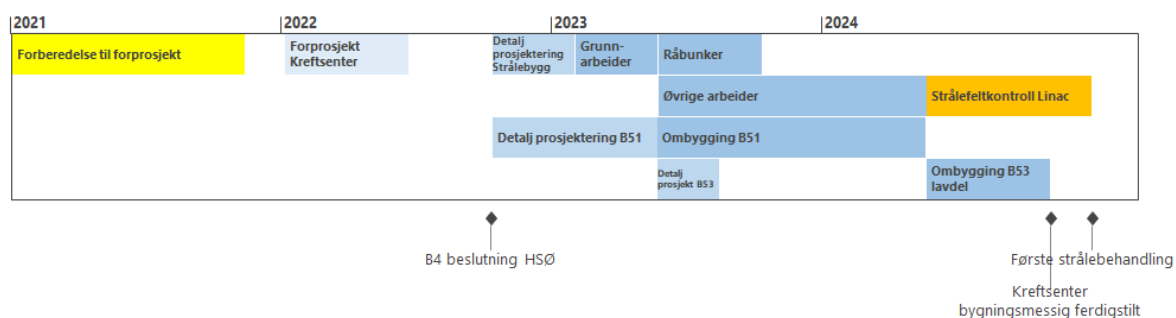 2021
2022
2023
2024
Forberedelse til forprosjekt
Forprosjekt
Kreftsenter
Detalj
prosjektering
Strålebygg
Grunn-
arbeider
Råbunker
Øvrige arbeider
Strålefeltkontroll Linac
Detalj prosjektering B51
Ombygging B51
Detalj
prosjekt B53
Ombygging B53
lavdel
B4 beslutning HSØ
Første strålebehandling
Kreftsenter
bygningsmessig ferdigstilt